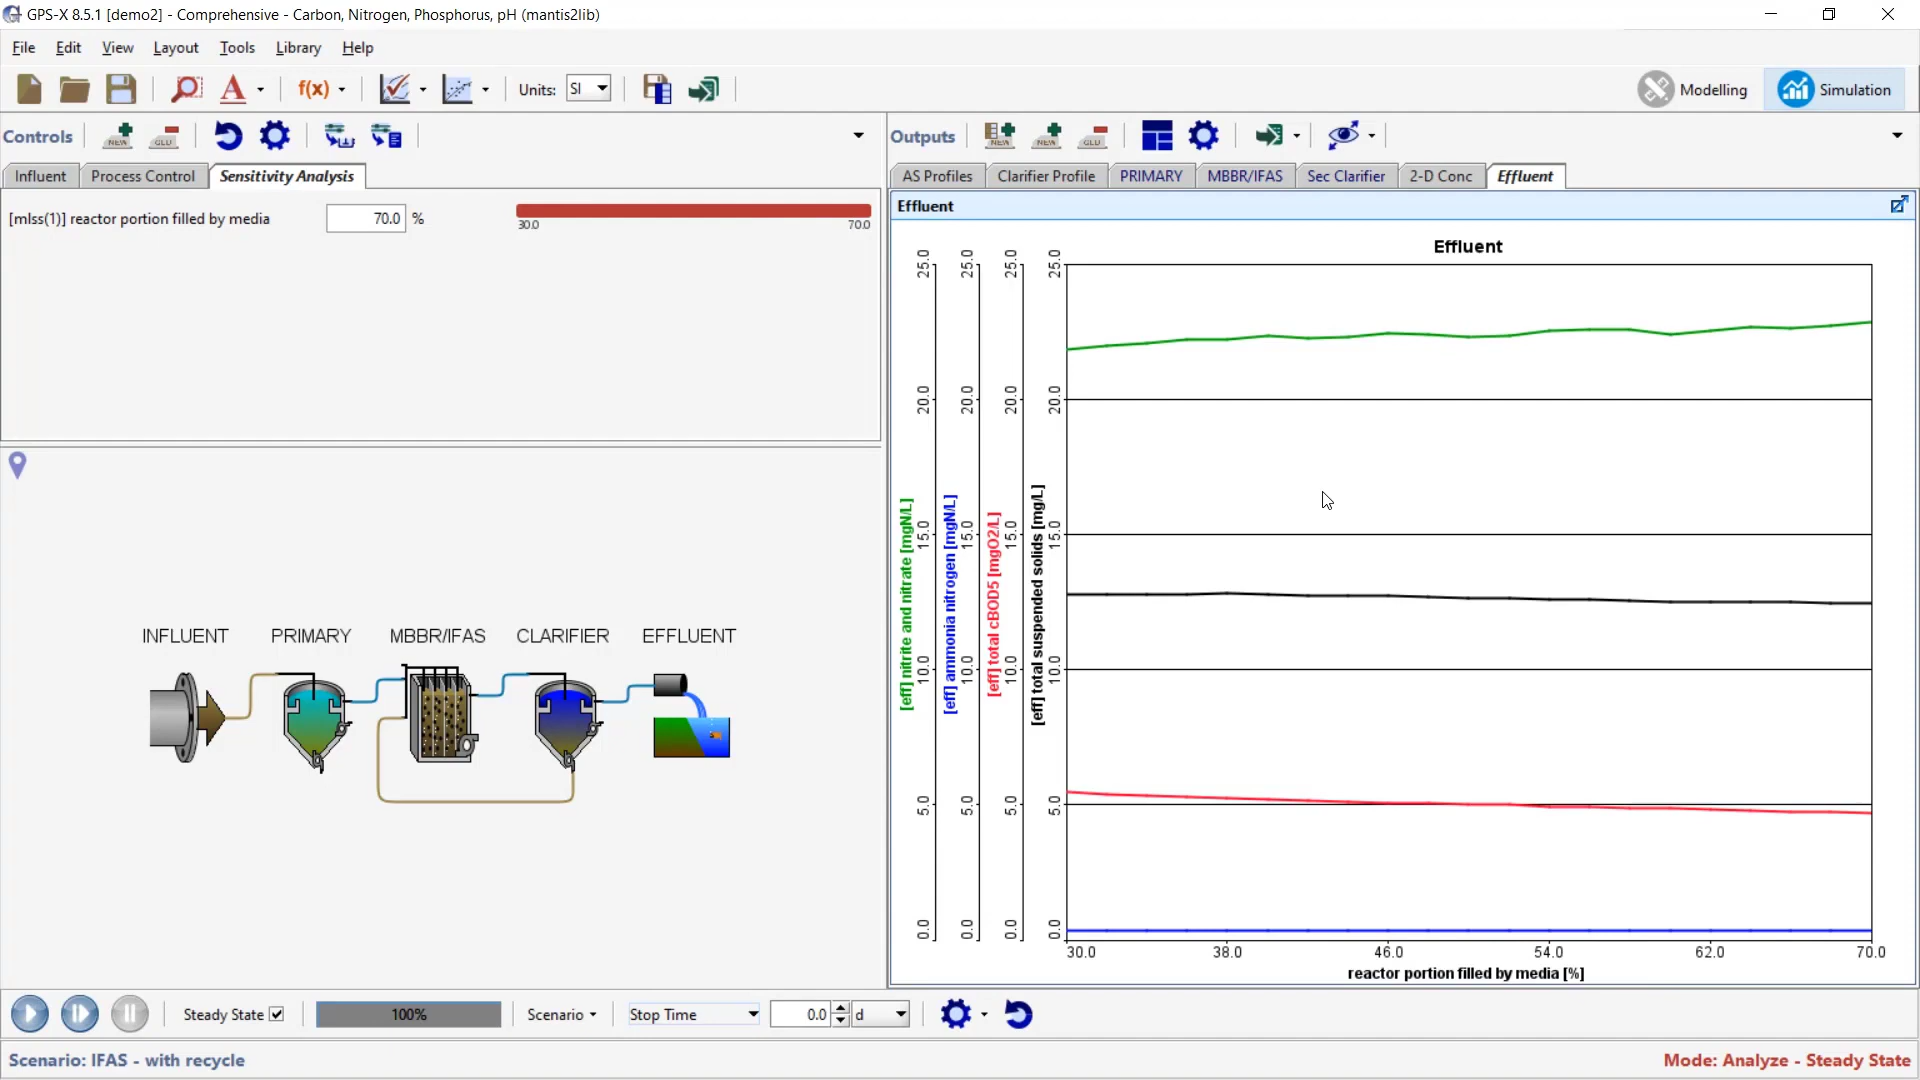 GPS-X 8.5.1 [demo2] - Comprehensive - Carbon, Nitrogen, Phosphorus, pH (mantis2lib)
File Edit View Layout Tools Library Help
A f(x) Units: SI Modelling Simulation
Controls NEW GLD
Outputs NEW NEW GLD
Influent Process Control Sensitivity Analysis
AS Profiles Clarifier Profile PRIMARY MBBR/IFAS Sec Clarifier 2-D Conc Effluent
[mlss(1)] reactor portion filled by media 70.0 %
30.0 70.0
INFLUENT PRIMARY MBBR/IFAS CLARIFIER EFFLUENT
Effluent
Effluent
[eff] nitrite and nitrate [mgN/L]
0.0 5.0 10.0 15.0 20.0 25.0
[eff] ammonia nitrogen [mgN/L]
0.0 5.0 10.0 15.0 20.0 25.0
[eff] total cBOD5 [mgO2/L]
0.0 5.0 10.0 15.0 20.0 25.0
[eff] total suspended solids [mg/L]
0.0 5.0 10.0 15.0 20.0 25.0
30.0 38.0 46.0 54.0 62.0 70.0
reactor portion filled by media [%]
Steady State 100% Scenario Stop Time 0.0 d
Scenario: IFAS - with recycle
Mode: Analyze - Steady State